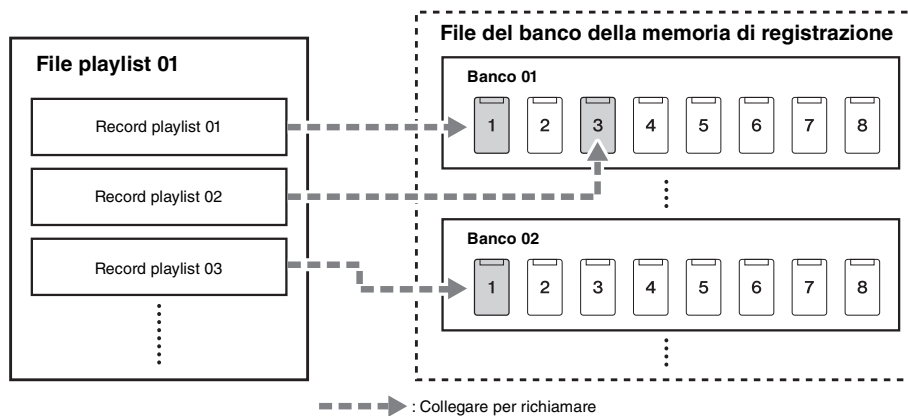 File playlist 01
Record playlist 01
Record playlist 02
Record playlist 03
File del banco della memoria di registrazione
Banco 01
1 2 3 4 5 6 7 8
Banco 02
1 2 3 4 5 6 7 8
: Collegare per richiamare